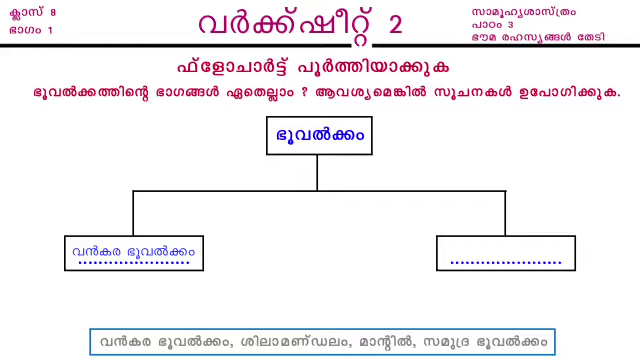 ക്ലാസ് 8
ഭാഗം 1
വർക്ക്ഷീറ്റ് 2
സാമൂഹ്യശാസ്ത്രം
പാഠം 3
ഭൗമ രഹസ്യങ്ങൾ തേടി
ഫ്ളോചാർട്ട് പൂർത്തിയാക്കുക
ഭൂവൽക്കത്തിന്റെ ഭാഗങ്ങൾ ഏതെല്ലാം ? ആവശ്യമെങ്കിൽ സൂചനകൾ ഉപോഗിക്കുക.
ഭൂവൽക്കം
വൻകര ഭൂവൽക്കം
......................
......................
വൻകര ഭൂവൽക്കം, ശിലാമണ്ഡലം, മാന്റിൽ, സമുദ്ര ഭൂവൽക്കം